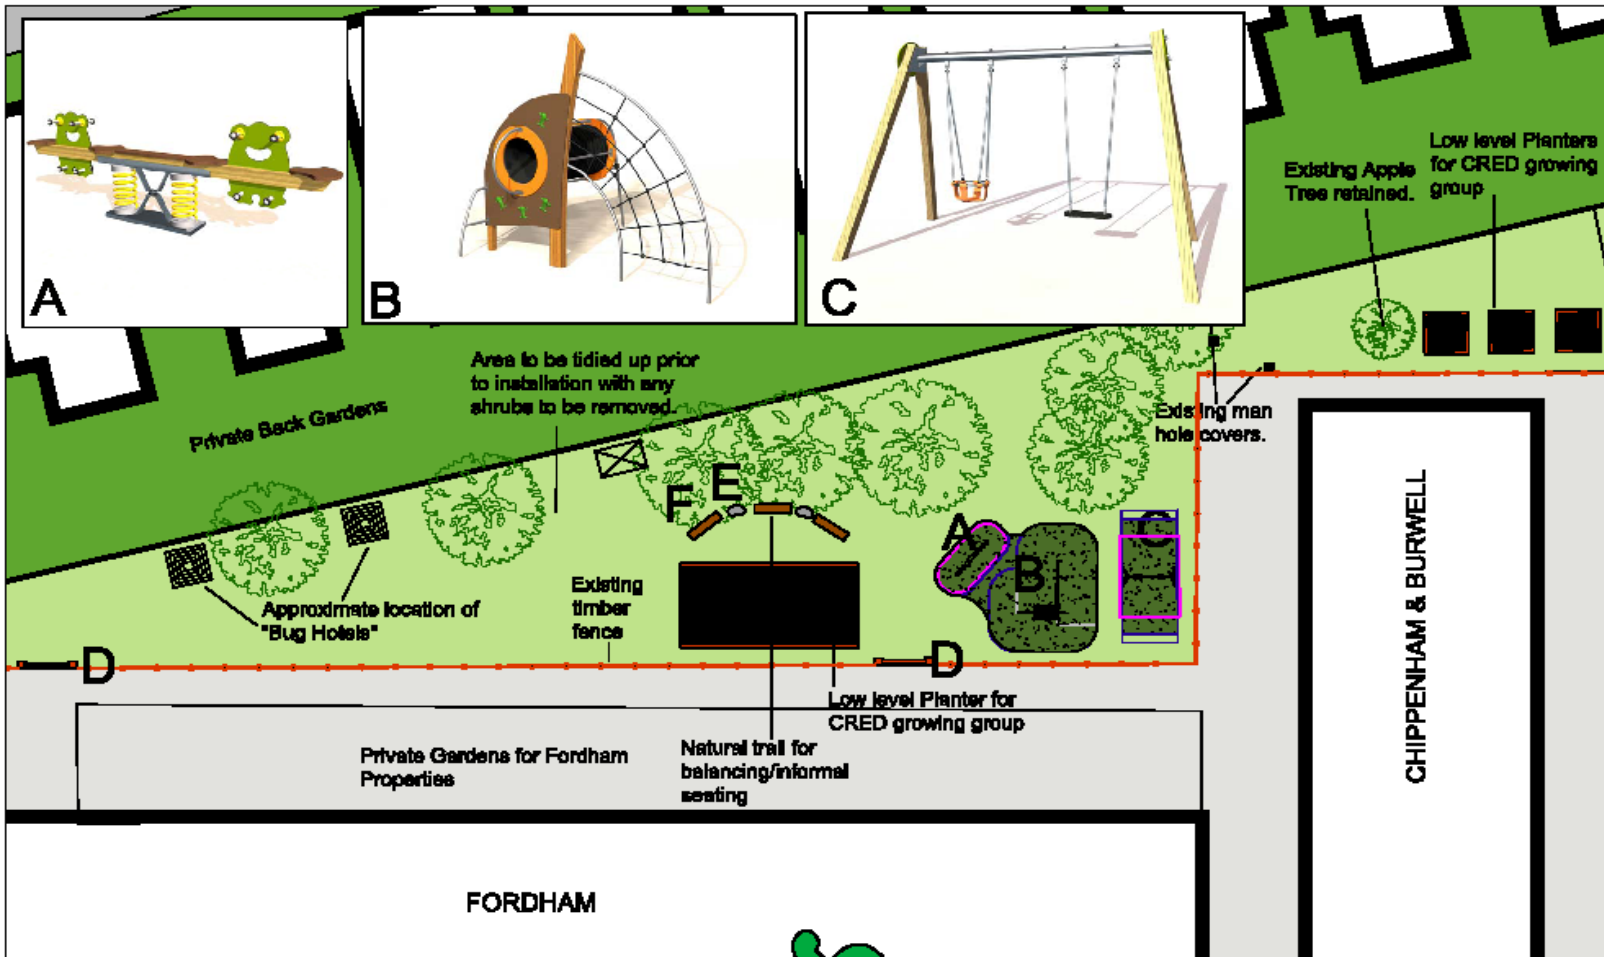 A
B
C
Existing Apple
Tree retained.
Low level Planters
for CRED growing
group
Area to be tidied up prior
to installation with any
shrubs to be removed.
Private Back Gardens
Existing man
hole covers.
F
E
A
B
C
Approximate location of
"Bug Hotels"
Existing
timber
fence
D
D
Low level Planter for
CRED growing group
Private Gardens for Fordham
Properties
Natural trail for
balancing/informal
seating
CHIPPENHAM & BURWELL
FORDHAM